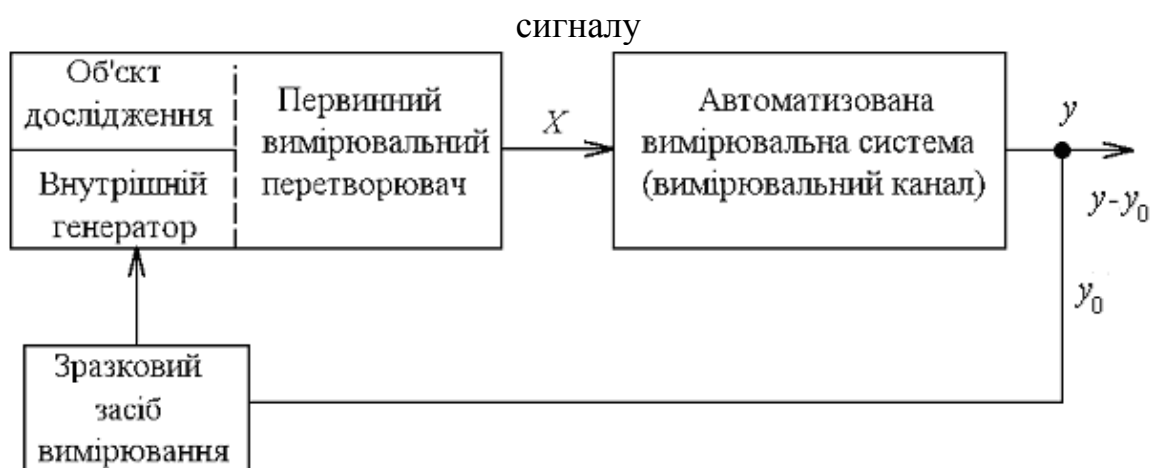 сигналу
Об'єкт
дослідження
Внутрішній
генератор
Первинний
вимірювальний
перетворювач
X
Автоматизована
вимірювальна система
(вимірювальний канал)
y
y-y₀
y₀
Зразковий
засіб
вимірювання